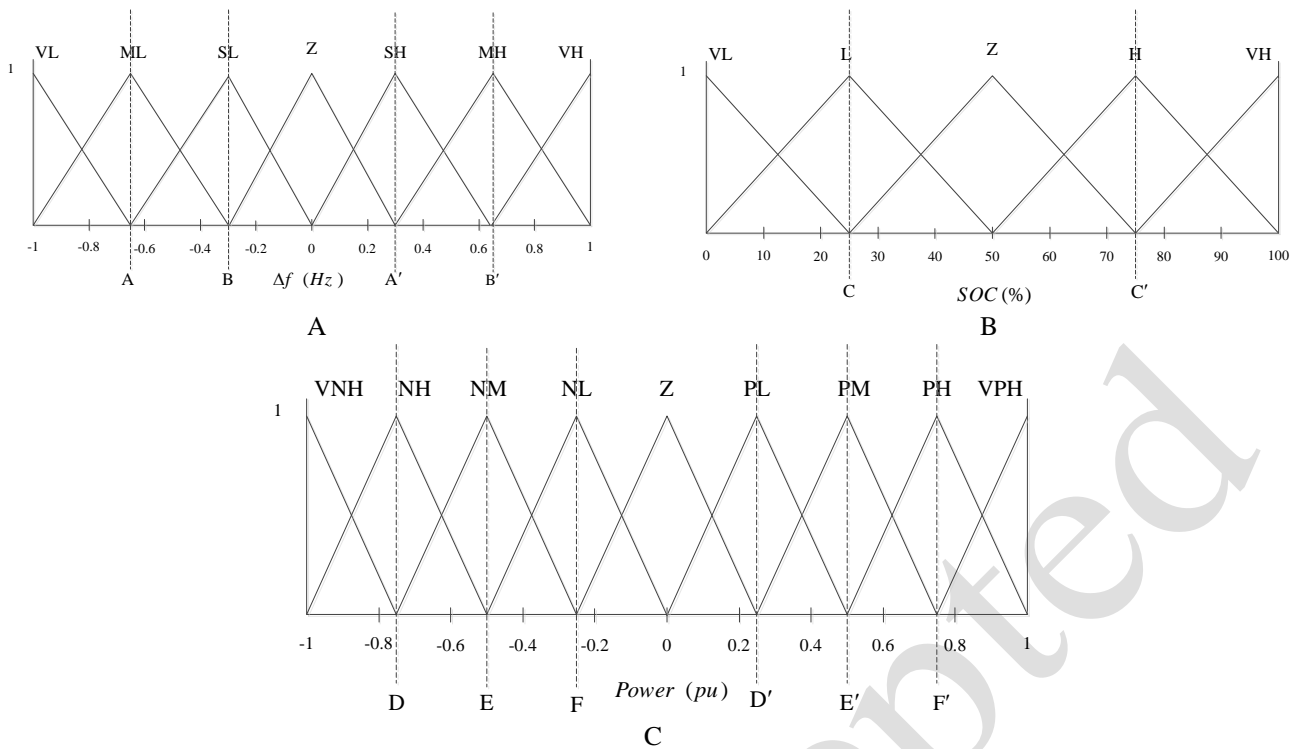 VL ML SL Z SH MH VH
1
-1 -0.8 -0.6 -0.4 -0.2 0 0.2 0.4 0.6 0.8 1
A B Δf (Hz) A′ B′
A
VL L Z H VH
1
0 10 20 30 40 50 60 70 80 90 100
C SOC (%) C′
B
VNH NH NM NL Z PL PM PH VPH
1
-1 -0.8 -0.6 -0.4 -0.2 0 0.2 0.4 0.6 0.8 1
D E F Power (pu) D′ E′ F′
C
pted